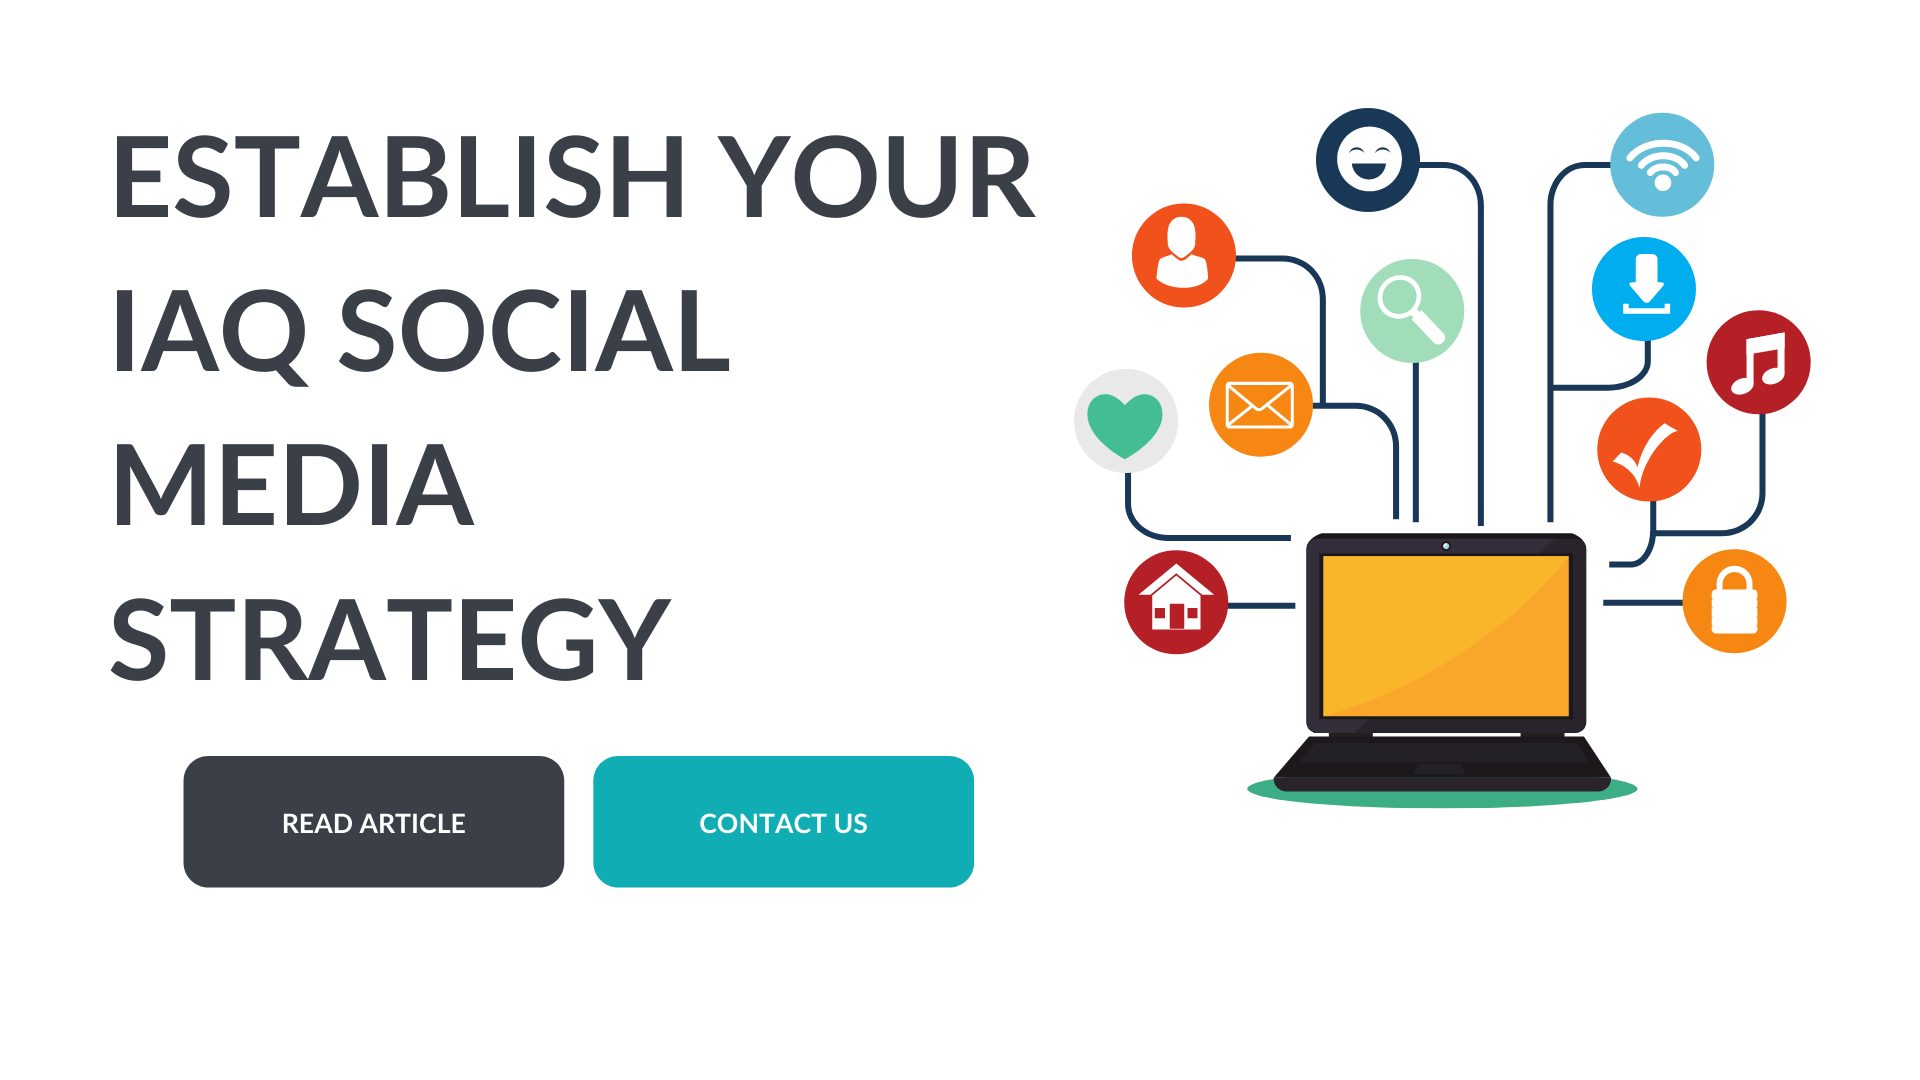 ESTABLISH YOUR
IAQ SOCIAL
MEDIA
STRATEGY
READ ARTICLE
CONTACT US